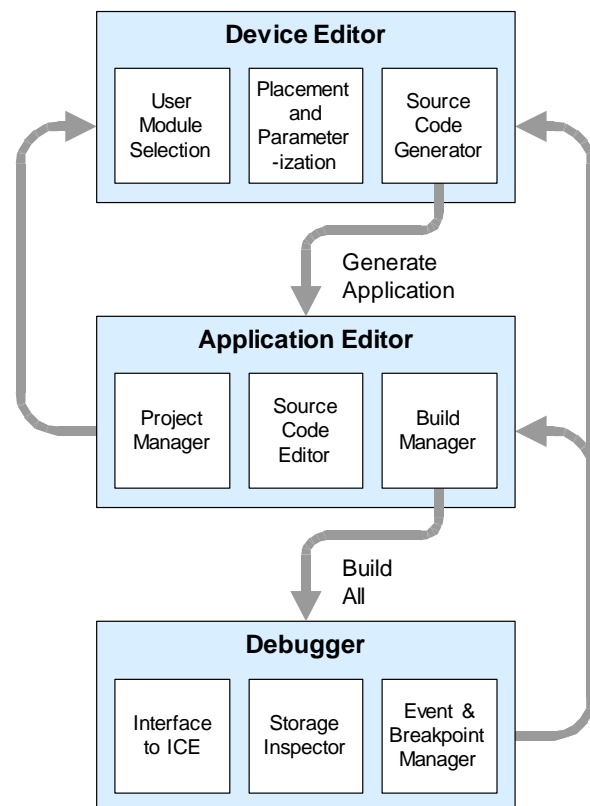 Device Editor
User
Module
Selection
Placement
and
Parameter
-ization
Source
Code
Generator
Generate
Application
Application Editor
Project
Manager
Source
Code
Editor
Build
Manager
Build
All
Debugger
Interface
to ICE
Storage
Inspector
Event &
Breakpoint
Manager